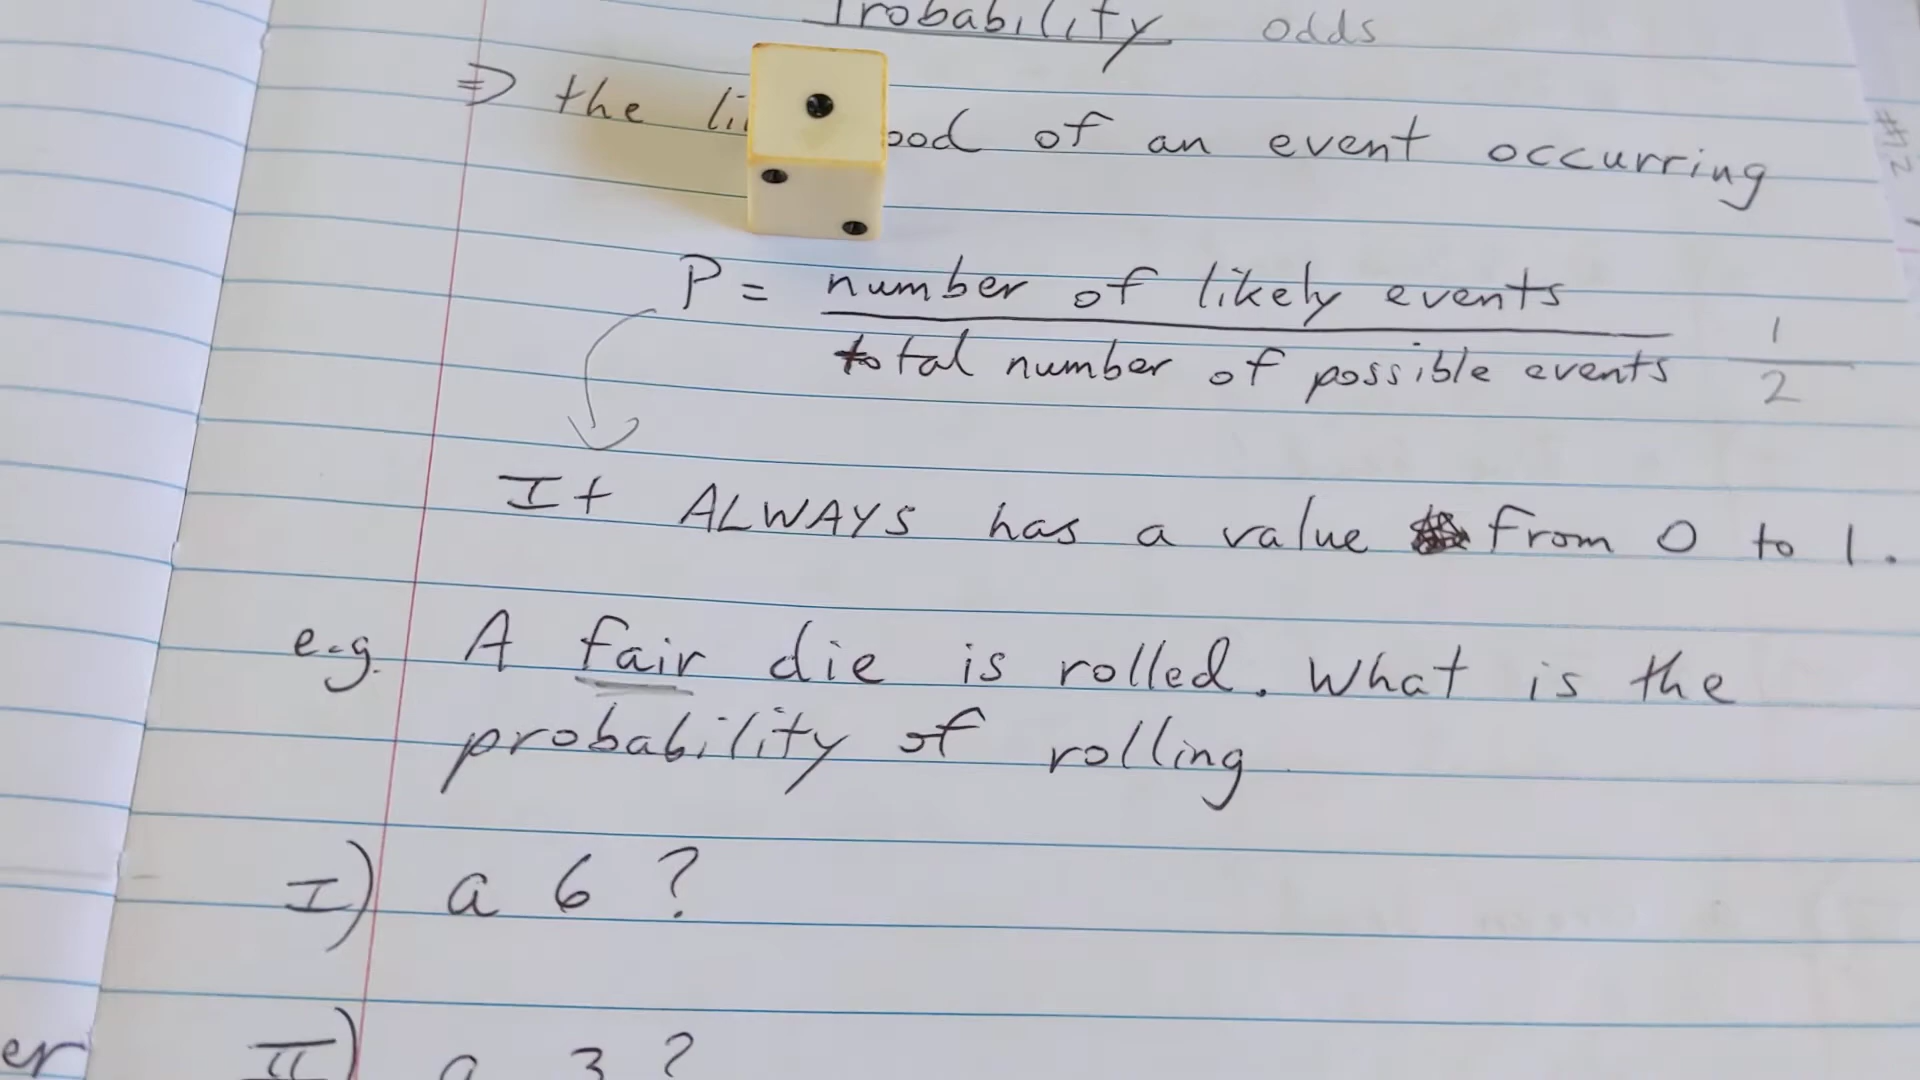 Probability odds
⇒ the li ood of an event occurring
P = number of likely events
total number of possible events
1
2
It ALWAYS has a value from 0 to 1.
e.g. A fair die is rolled. What is the
probability of rolling
I) a 6 ?
II) a 3 ?
er
#12